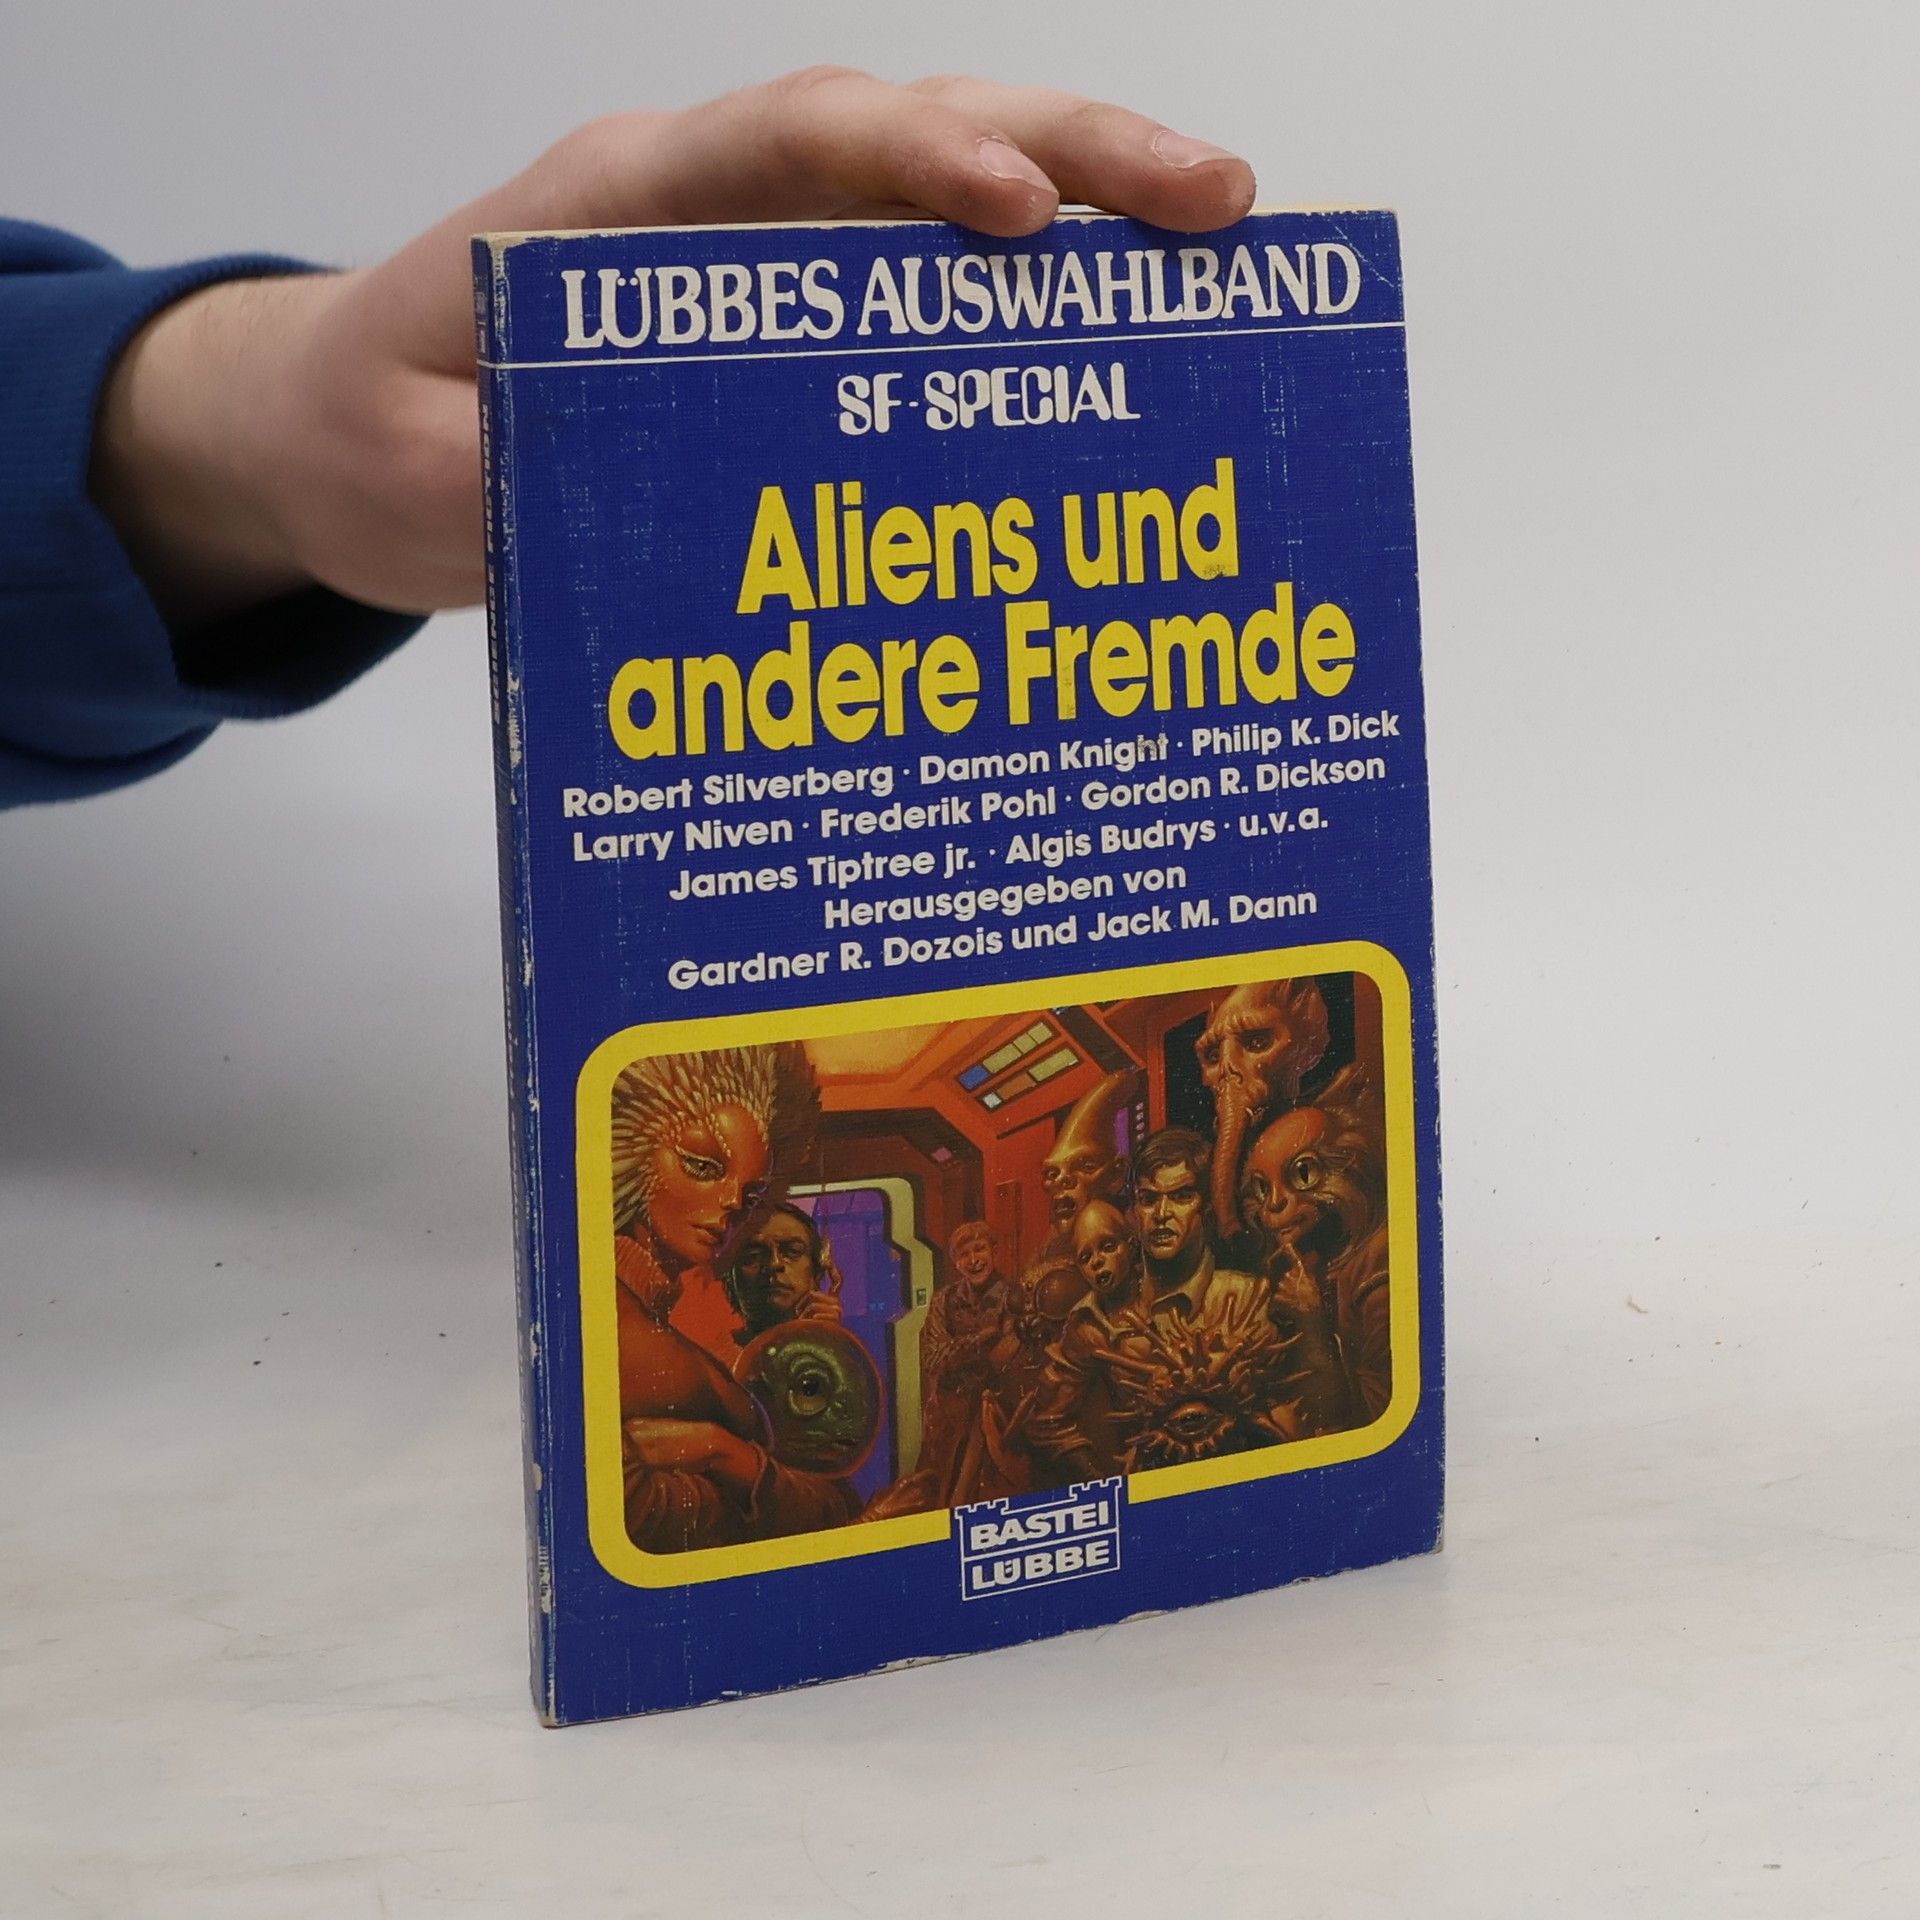 LÜBBES AUSWAHLBAND
SF-SPECIAL
Aliens und
andere Fremde
Robert Silverberg · Damon Knight · Philip K. Dick
Larry Niven · Frederik Pohl · Gordon R. Dickson
James Tiptree jr. · Algis Budrys · u.v.a.
Herausgegeben von
Gardner R. Dozois und Jack M. Dann
BASTEI
LÜBBE